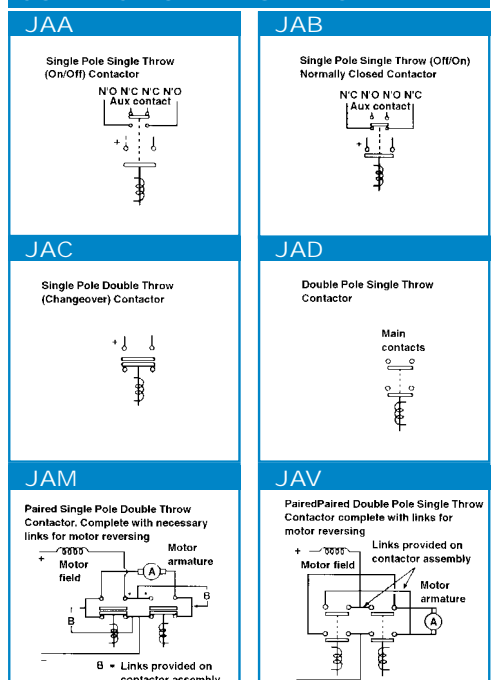 JAA
Single Pole Single Throw
(On/Off) Contactor
N'O N'C N'C N'O
Aux contact
+
JAB
Single Pole Single Throw (Off/On)
Normally Closed Contactor
N'C N'O N'O N'C
Aux contact
+
JAC
Single Pole Double Throw
(Changeover) Contactor
+
JAD
Double Pole Single Throw
Contactor
Main
contacts
JAM
Paired Single Pole Double Throw
Contactor. Complete with necessary
links for motor reversing
+
Motor
field
Motor
armature
A
B
B
−
B = Links provided on
contactor assembly
JAV
PairedPaired Double Pole Single Throw
Contactor complete with links for
motor reversing
+
Motor field
Links provided on
contactor assembly
Motor
armature
A
−